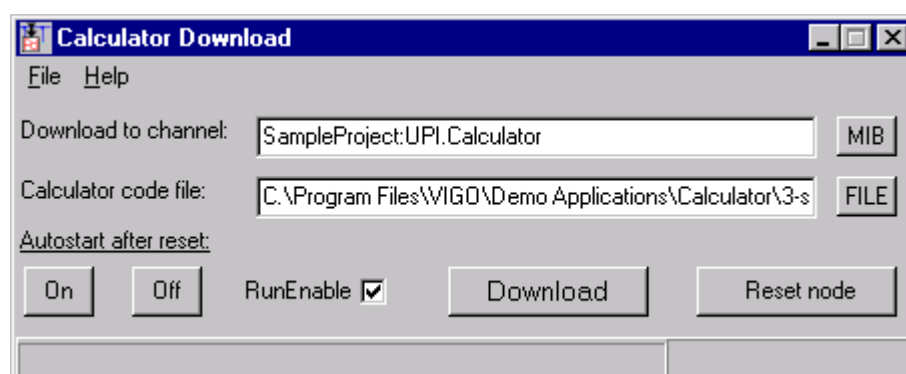 Calculator Download
File Help
Download to channel: SampleProject:UPI.Calculator MIB
Calculator code file: C:\Program Files\VIGO\Demo Applications\Calculator\3-s FILE
Autostart after reset:
On Off RunEnable Download Reset node